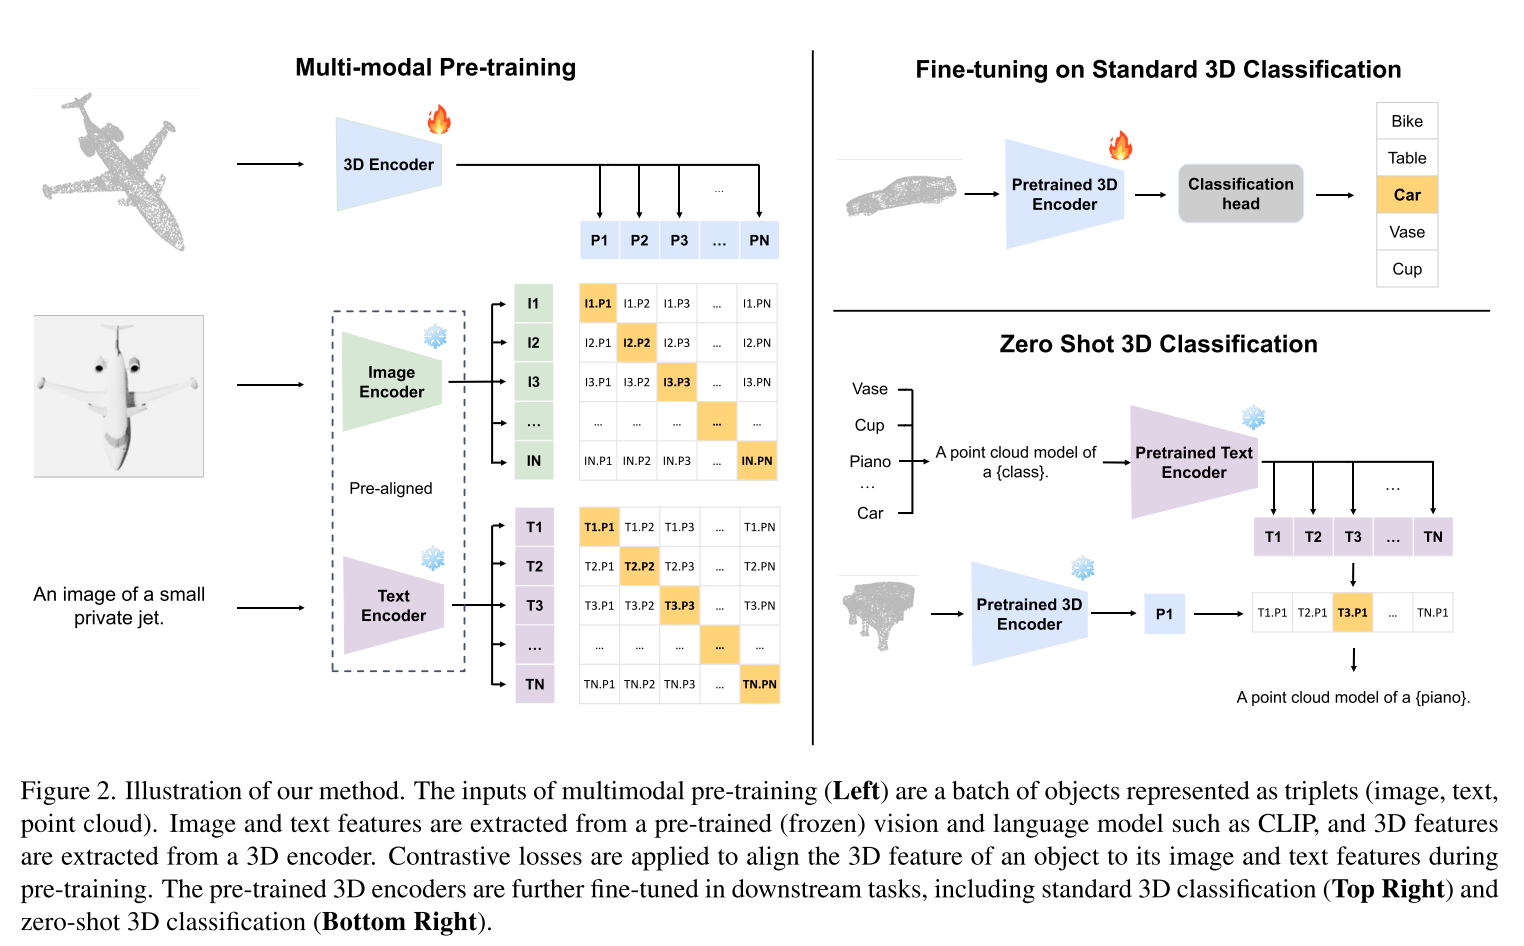 Multi-modal Pre-training
3D Encoder
...
P1 P2 P3 ... PN
Image
Encoder
I1
I2
I3
...
IN
I1.P1 I1.P2 I1.P3 ... I1.PN
I2.P1 I2.P2 I2.P3 ... I2.PN
I3.P1 I3.P2 I3.P3 ... I3.PN
... ... ... ... ...
IN.P1 IN.P2 IN.P3 ... IN.PN
Pre-aligned
An image of a small
private jet.
Text
Encoder
T1
T2
T3
...
TN
T1.P1 T1.P2 T1.P3 ... T1.PN
T2.P1 T2.P2 T2.P3 ... T2.PN
T3.P1 T3.P2 T3.P3 ... T3.PN
... ... ... ... ...
TN.P1 TN.P2 TN.P3 ... TN.PN
Fine-tuning on Standard 3D Classification
Pretrained 3D
Encoder
Classification
head
Bike
Table
Car
Vase
Cup
Zero Shot 3D Classification
Vase
Cup
Piano
...
Car
A point cloud model of
a {class}.
Pretrained Text
Encoder
...
T1 T2 T3 ... TN
Pretrained 3D
Encoder
P1
T1.P1 T2.P1 T3.P1 ... TN.P1
A point cloud model of a {piano}.
Figure 2. Illustration of our method. The inputs of multimodal pre-training (Left) are a batch of objects represented as triplets (image, text,
point cloud). Image and text features are extracted from a pre-trained (frozen) vision and language model such as CLIP, and 3D features
are extracted from a 3D encoder. Contrastive losses are applied to align the 3D feature of an object to its image and text features during
pre-training. The pre-trained 3D encoders are further fine-tuned in downstream tasks, including standard 3D classification (Top Right) and
zero-shot 3D classification (Bottom Right).